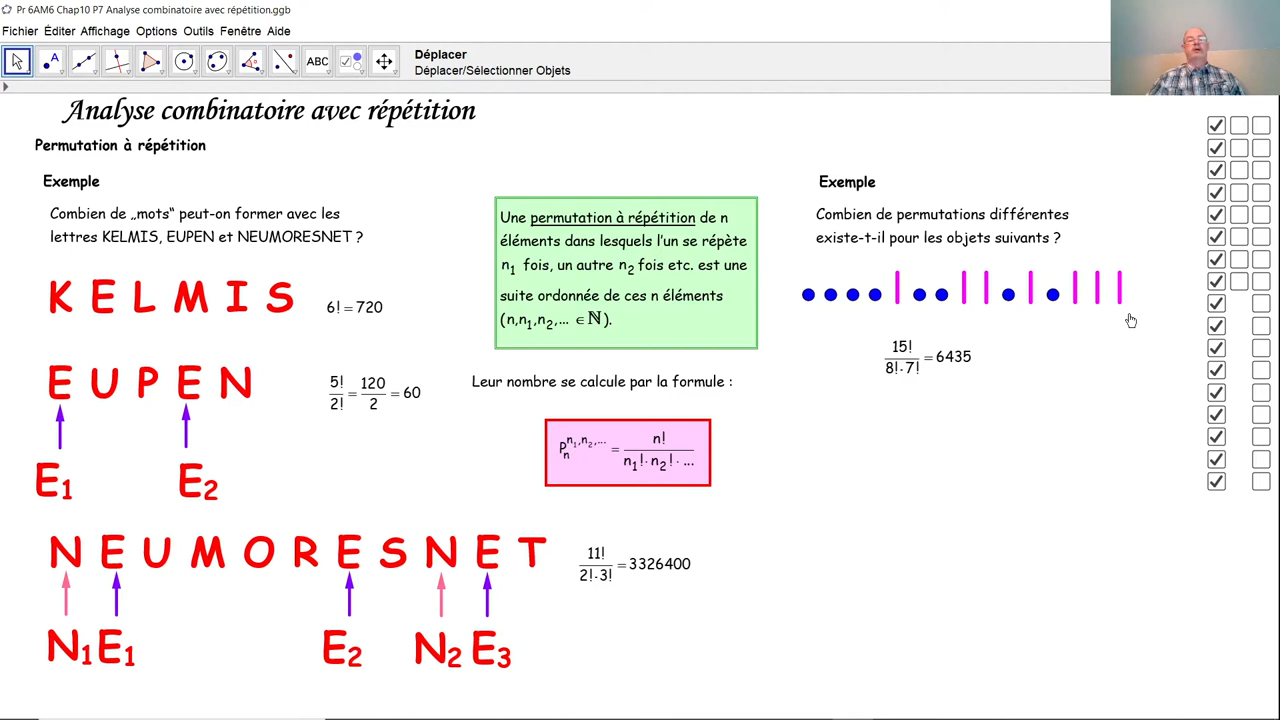 Pr 6AM6 Chap10 P7 Analyse combinatoire avec répétition.ggb
Fichier Éditer Affichage Options Outils Fenêtre Aide
A
ABC
Déplacer
Déplacer/Sélectionner Objets
Analyse combinatoire avec répétition
Permutation à répétition
Exemple
Combien de „mots“ peut-on former avec les
lettres KELMIS, EUPEN et NEUMORESNET ?
K E L M I S
6! = 720
E U P E N
5!/2! = 120/2 = 60
E1 E2
N E U M O R E S N E T
11!/(2!·3!) = 3326400
N1 E1 E2 N2 E3
Une permutation à répétition de n
éléments dans lesquels l'un se répète
n1 fois, un autre n2 fois etc. est une
suite ordonnée de ces n éléments
(n,n1,n2,... ∈ ℕ).
Leur nombre se calcule par la formule :
P_n^{n1,n2,...} = n!/(n1!·n2!·...)
Exemple
Combien de permutations différentes
existe-t-il pour les objets suivants ?
15!/(8!·7!) = 6435